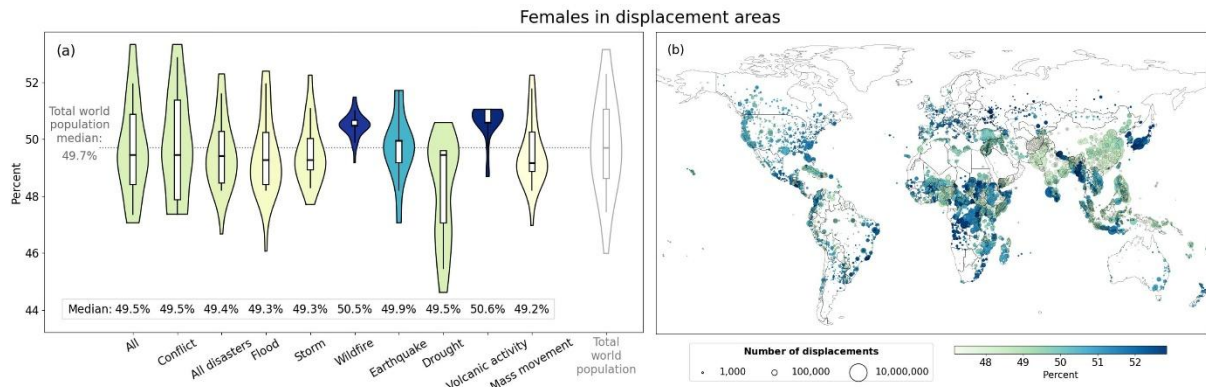 Females in displacement areas
(a)
52
50
48
46
44
Percent
Total world
population
median:
49.7%
Median: 49.5% 49.5% 49.4% 49.3% 49.3% 50.5% 49.9% 49.5% 50.6% 49.2%
All
Conflict
All disasters
Flood
Storm
Wildfire
Earthquake
Drought
Volcanic activity
Mass movement
Total
world
population
(b)
Number of displacements
1,000 100,000 10,000,000
48 49 50 51 52
Percent